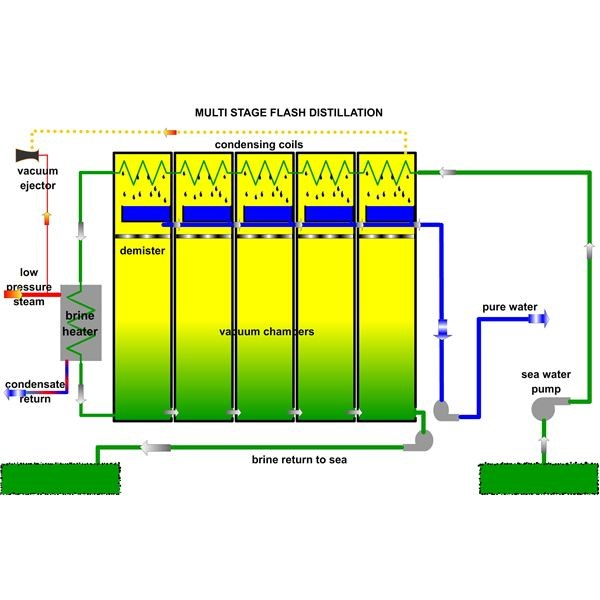 MULTI STAGE FLASH DISTILLATION
condensing coils
vacuum
ejector
demister
low
pressure
steam
brine
heater
vacuum chambers
pure water
condensate
return
sea water
pump
brine return to sea